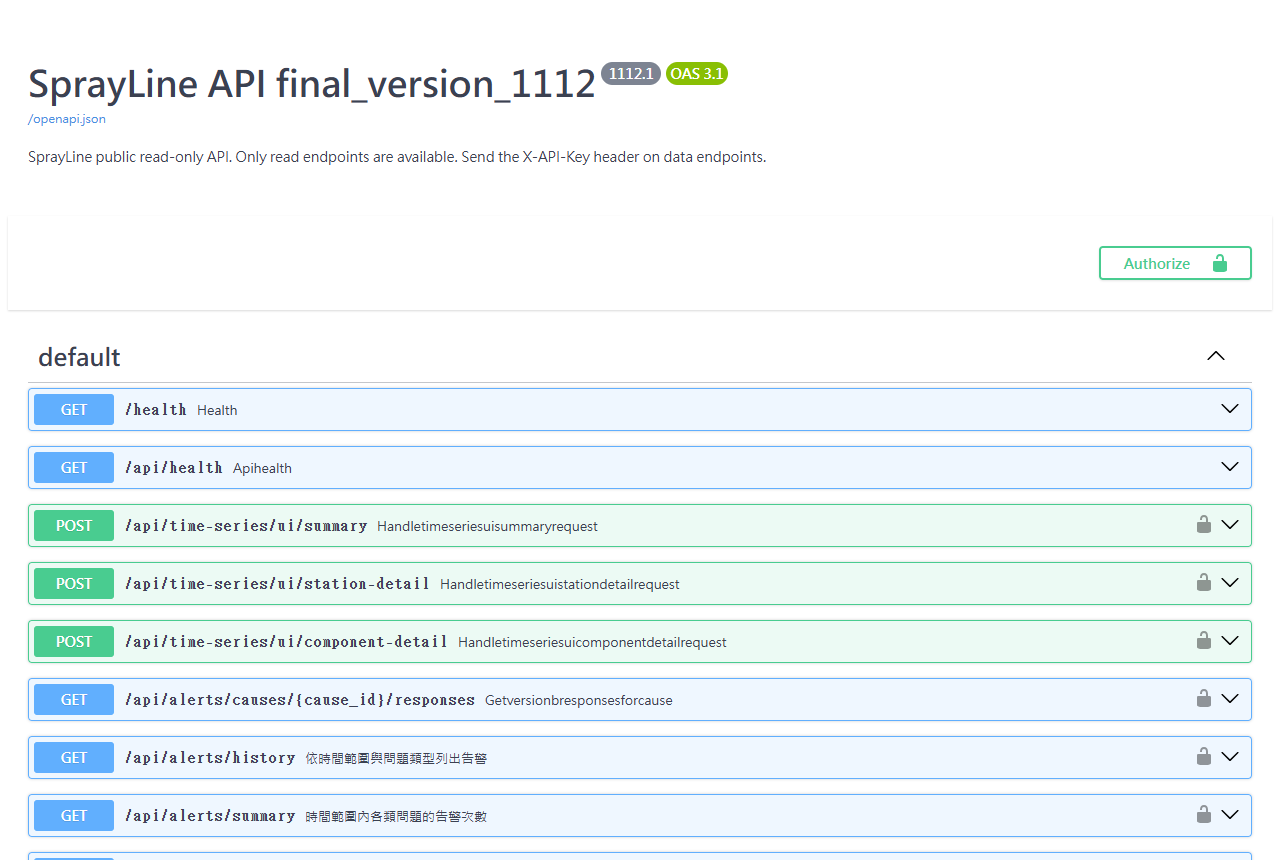 SprayLine API final_version_1112 1112.1 OAS 3.1
/openapi.json
SprayLine public read-only API. Only read endpoints are available. Send the X-API-Key header on data endpoints.
Authorize
default
GET /health Health
GET /api/health Apihealth
POST /api/time-series/ui/summary Handletimeseriesuisummaryrequest
POST /api/time-series/ui/station-detail Handletimeseriesuistationdetailrequest
POST /api/time-series/ui/component-detail Handletimeseriesuicomponentdetailrequest
GET /api/alerts/causes/{cause_id}/responses Getversionbresponsesforcause
GET /api/alerts/history 依時間範圍與問題類型列出告警
GET /api/alerts/summary 時間範圍內各類問題的告警次數